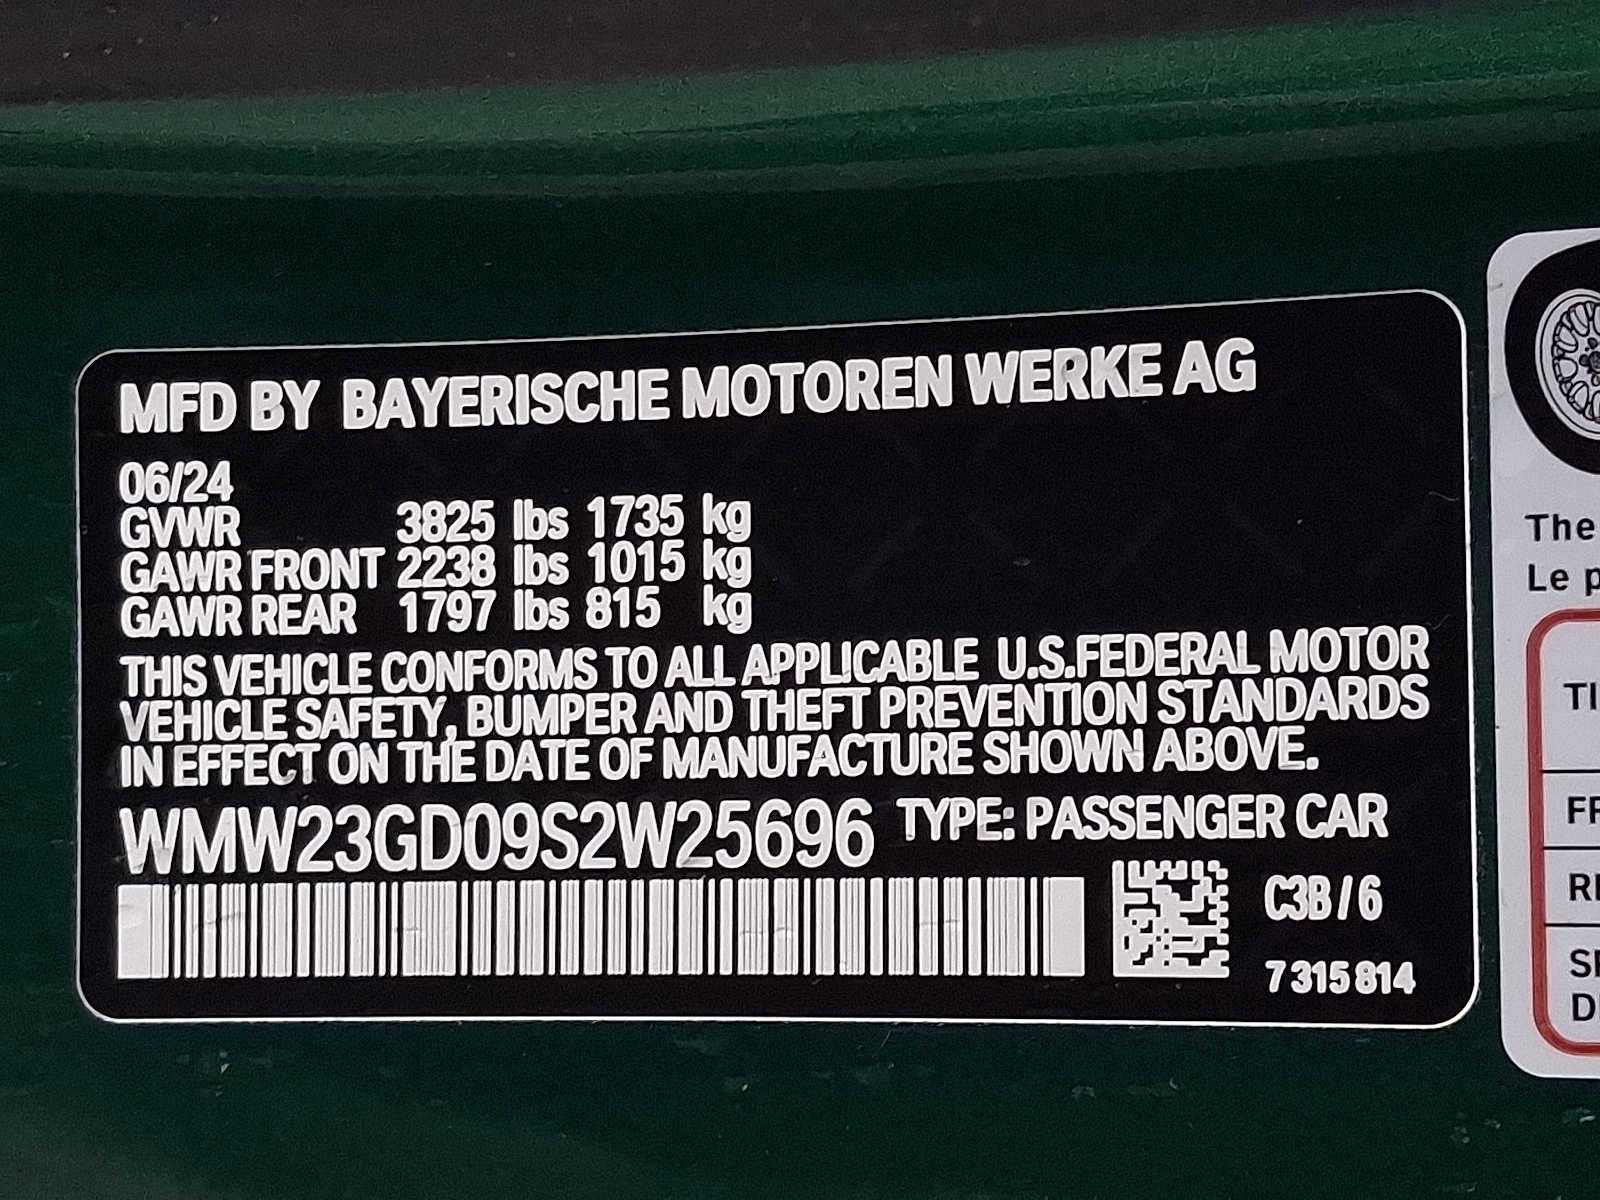 MFD BY BAYERISCHE MOTOREN WERKE AG
06/24
GVWR 3825 lbs 1735 kg
GAWR FRONT 2238 lbs 1015 kg
GAWR REAR 1797 lbs 815 kg
THIS VEHICLE CONFORMS TO ALL APPLICABLE U.S.FEDERAL MOTOR
VEHICLE SAFETY, BUMPER AND THEFT PREVENTION STANDARDS
IN EFFECT ON THE DATE OF MANUFACTURE SHOWN ABOVE.
WMW23GD09S2W25696 TYPE: PASSENGER CAR
C3B/6
7315814
The
Le